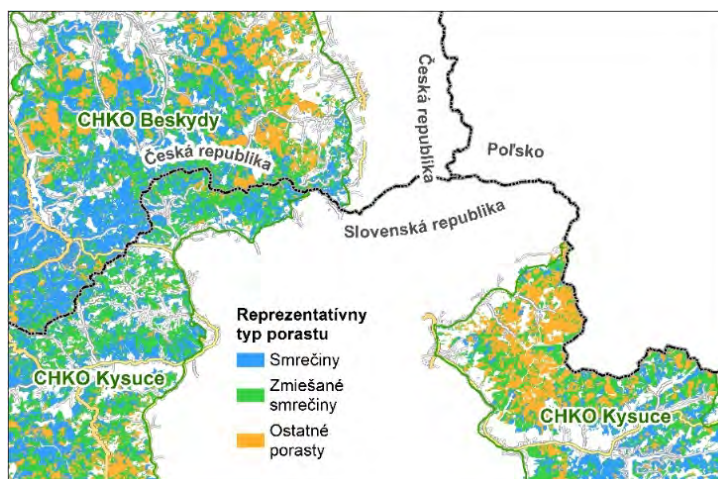 CHKO Beskydy
Česká republika
Česká republika
Poľsko
Slovenská republika
Reprezentatívny
typ porastu
Smrečiny
Zmiešané
smrečiny
Ostatné
porasty
CHKO Kysuce
CHKO Kysuce